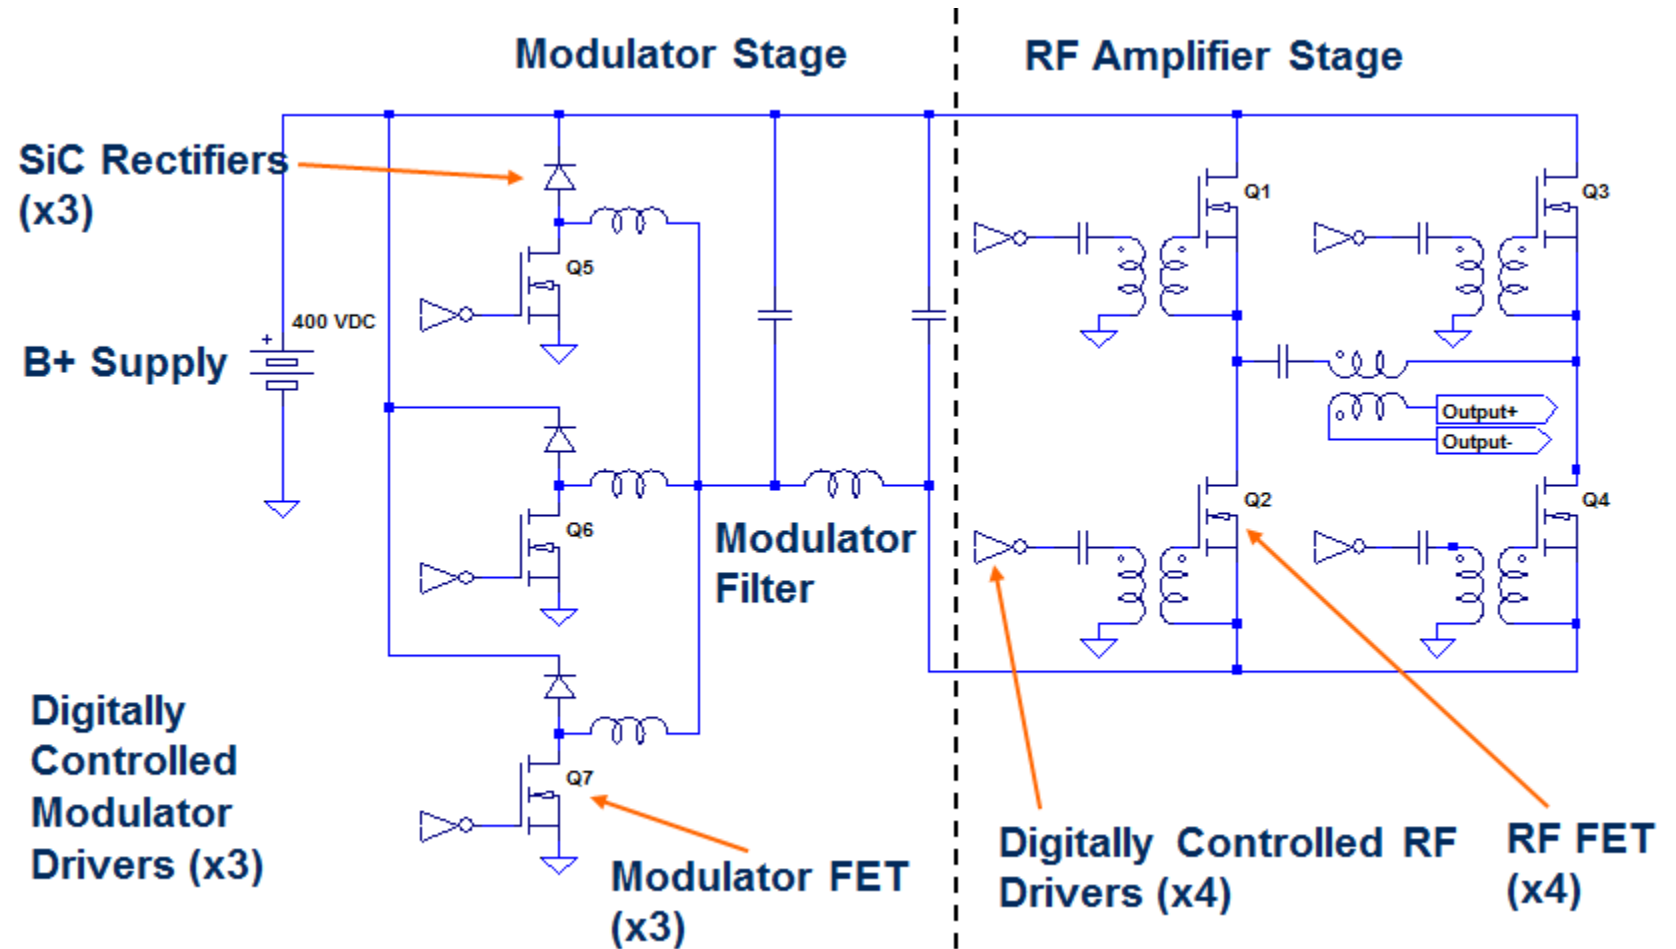 Modulator Stage
RF Amplifier Stage
SiC Rectifiers
(x3)
Q1
Q3
Q5
400 VDC
+
B+ Supply
Output+
Output-
Q6
Q2
Q4
Modulator
Filter
Digitally
Controlled
Modulator
Drivers (x3)
Q7
Modulator FET
(x3)
Digitally Controlled RF
Drivers (x4)
RF FET
(x4)